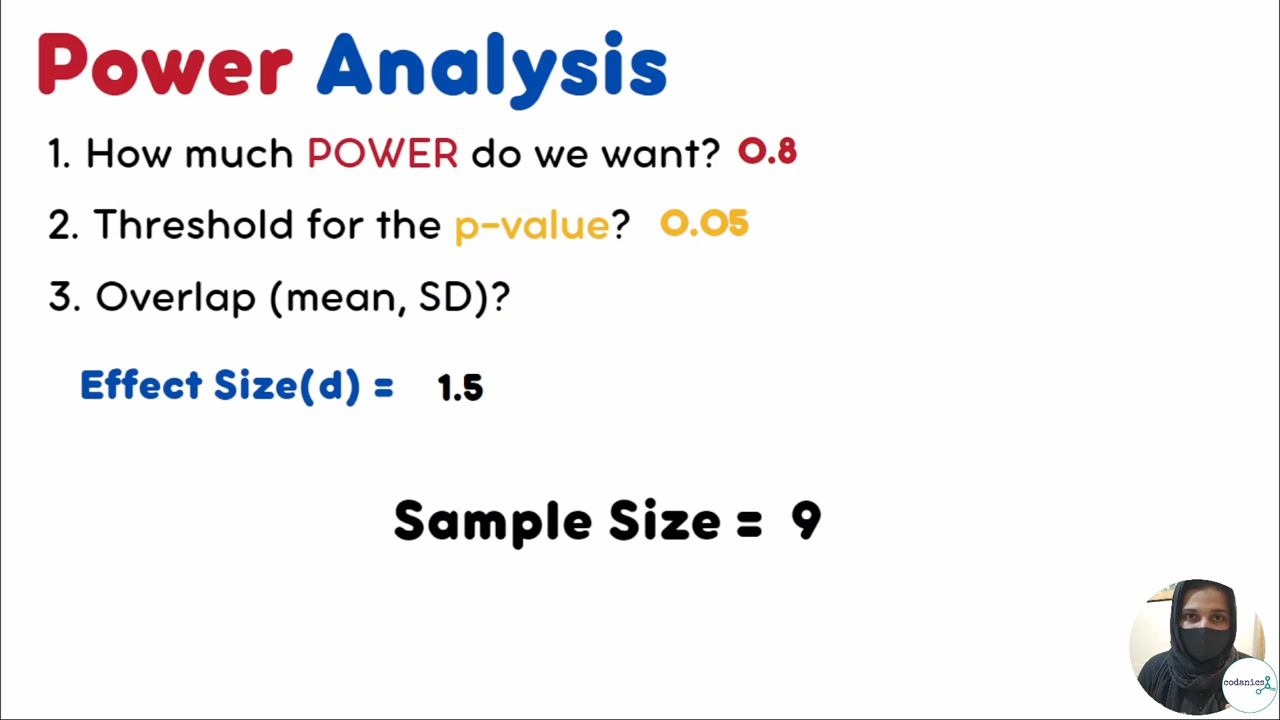 Power Analysis
1. How much POWER do we want? 0.8
2. Threshold for the p-value? 0.05
3. Overlap (mean, SD)?
Effect Size(d) = 1.5
Sample Size = 9
codanics